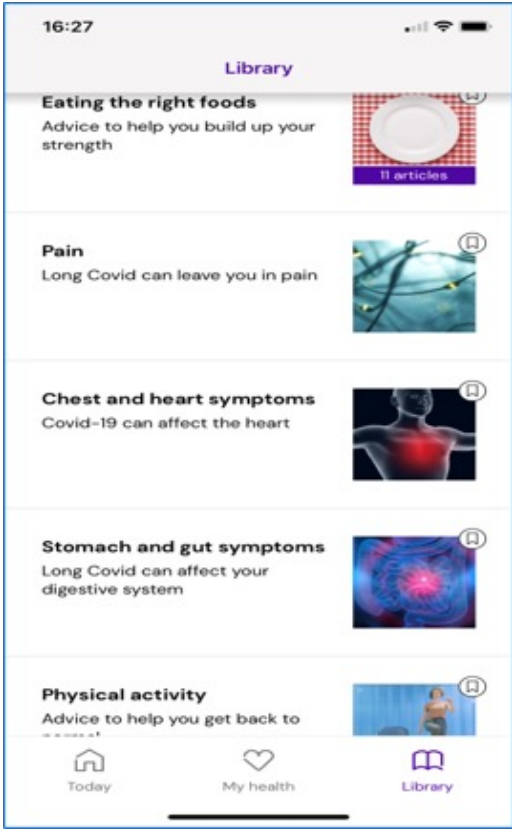 16:27
Library
Eating the right foods
Advice to help you build up your
strength
11 articles
Pain
Long Covid can leave you in pain
Chest and heart symptoms
Covid-19 can affect the heart
Stomach and gut symptoms
Long Covid can affect your
digestive system
Physical activity
Advice to help you get back to
Today
My health
Library